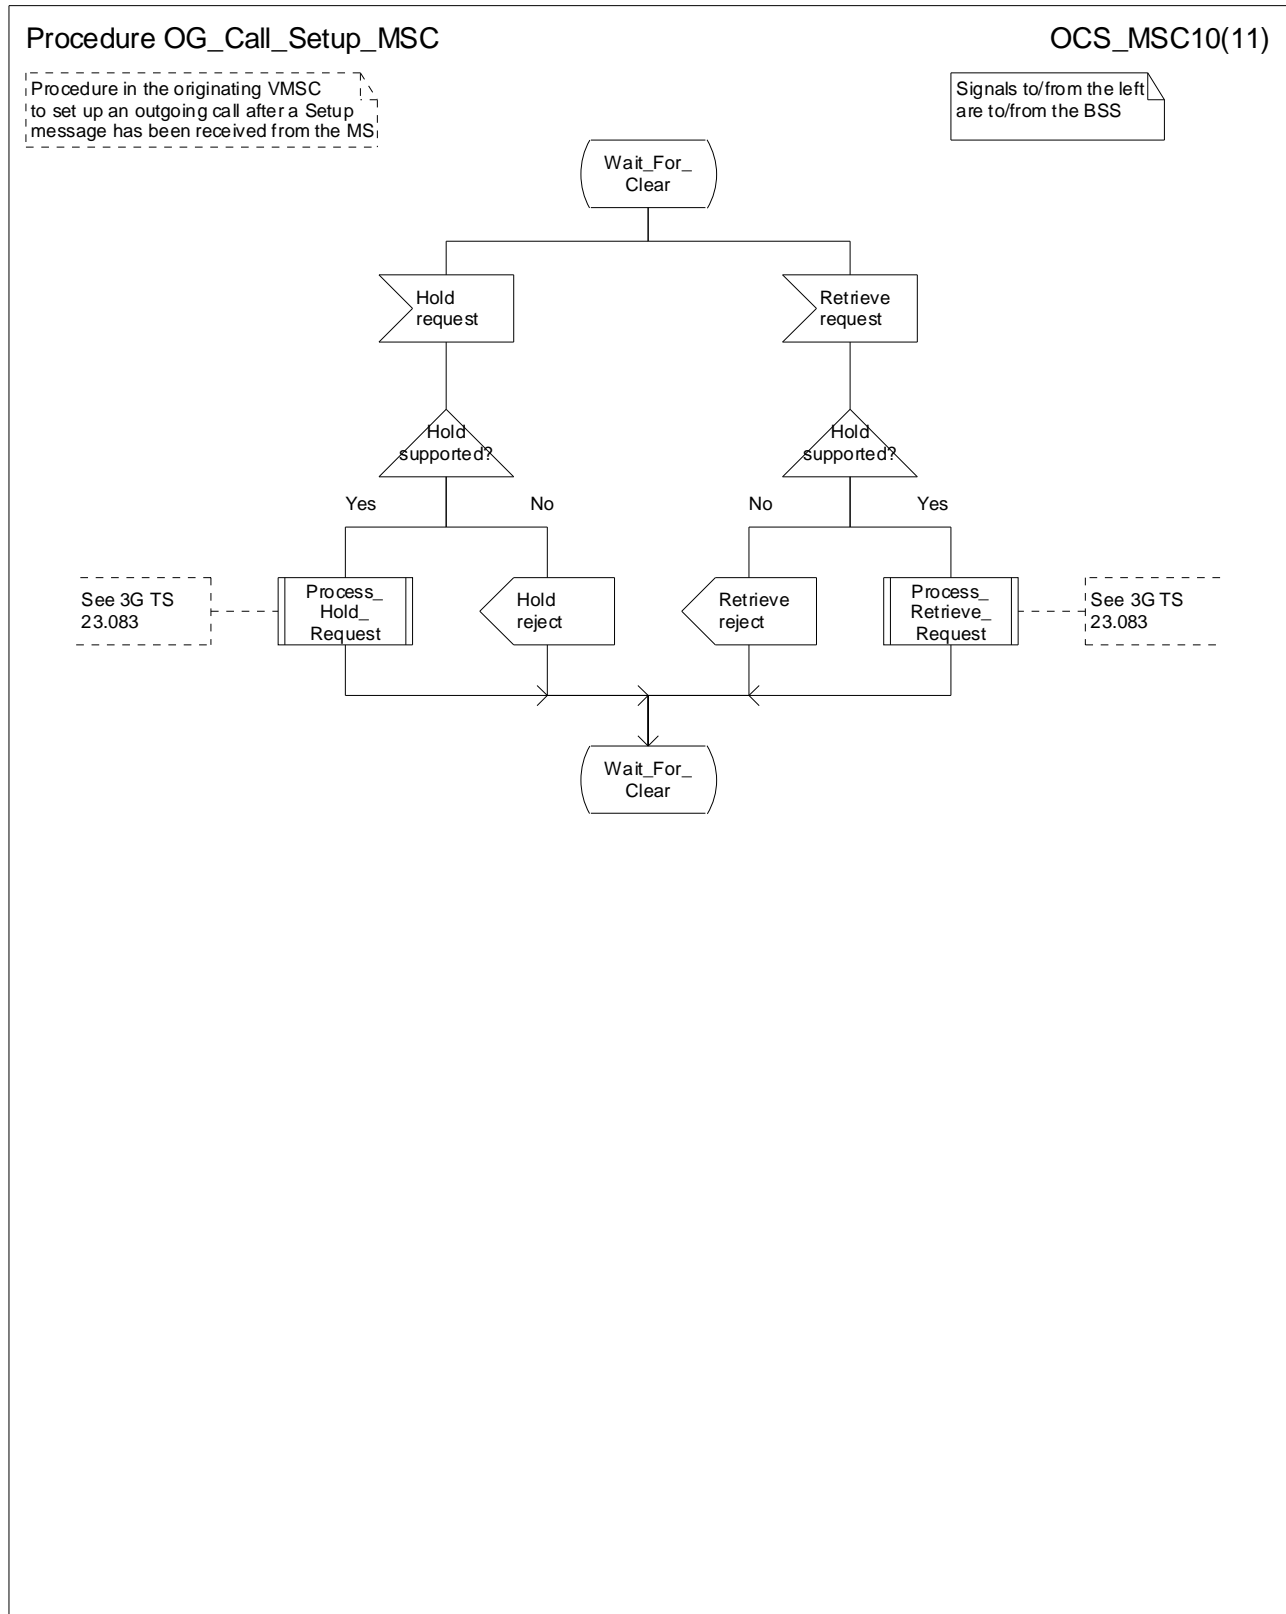 Procedure OG_Call_Setup_MSC
OCS_MSC10(11)
Procedure in the originating VMSC
to set up an outgoing call after a Setup
message has been received from the MS
Signals to/from the left
are to/from the BSS
Wait_For_
Clear
Hold
request
Retrieve
request
Hold
supported?
Hold
supported?
Yes
No
No
Yes
See 3G TS
23.083
Process_
Hold_
Request
Hold
reject
Retrieve
reject
Process_
Retrieve_
Request
See 3G TS
23.083
Wait_For_
Clear